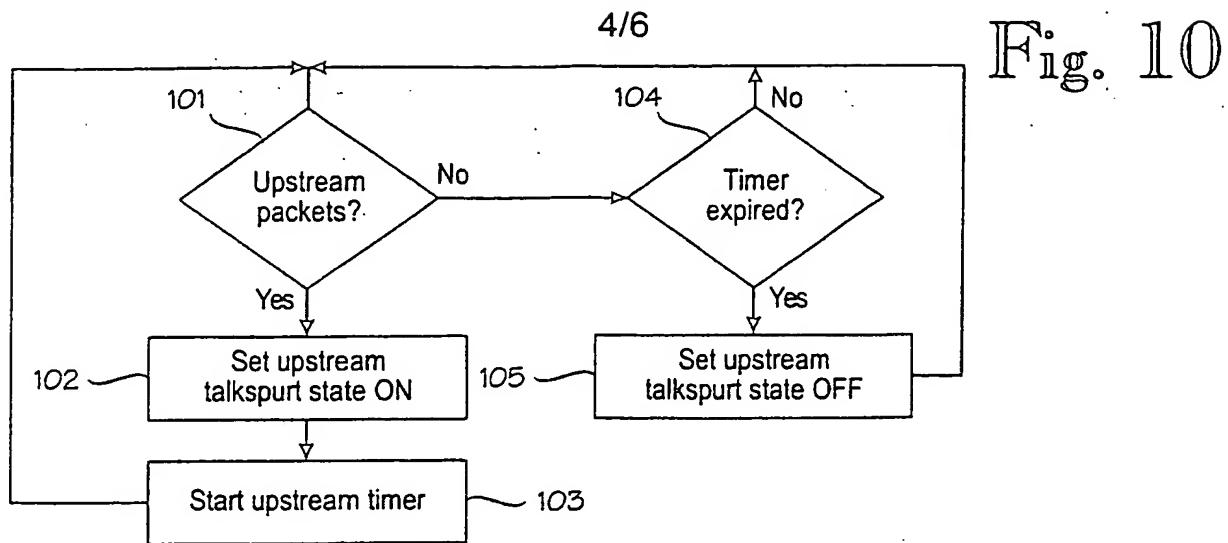 4/6
Fig. 10
101
Upstream
packets?
No
Yes
104
Timer
expired?
No
Yes
102
Set upstream
talkspurt state ON
105
Set upstream
talkspurt state OFF
Start upstream timer
103